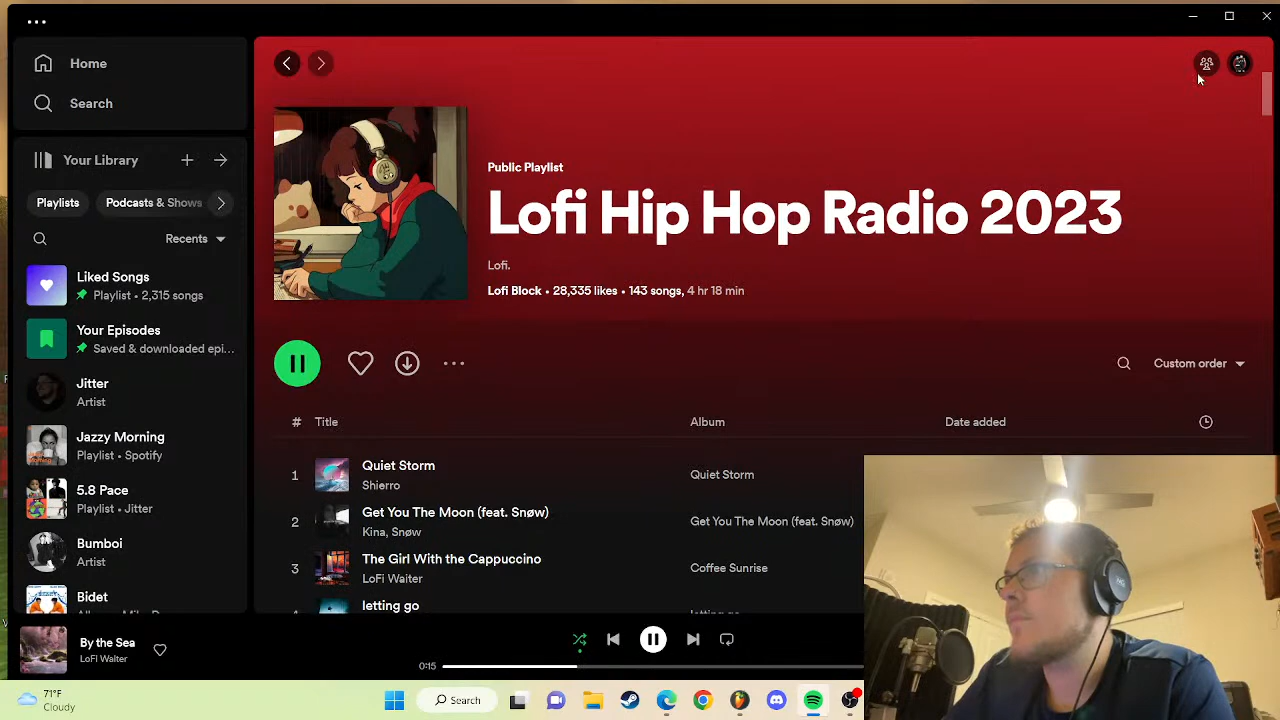 Home
Search
Your Library
Playlists
Podcasts & Shows
Recents
Liked Songs
Playlist • 2,315 songs
Your Episodes
Saved & downloaded epi...
Jitter
Artist
Jazzy Morning
Playlist • Spotify
5.8 Pace
Playlist • Jitter
Bumboi
Artist
Bidet
Public Playlist
Lofi Hip Hop Radio 2023
Lofi.
Lofi Block • 28,335 likes • 143 songs, 4 hr 18 min
Custom order
# Title Album Date added
1 Quiet Storm Quiet Storm
Shierro
2 Get You The Moon (feat. Snøw) Get You The Moon (feat. Snøw)
Kina, Snøw
3 The Girl With the Cappuccino Coffee Sunrise
LoFi Waiter
letting go
By the Sea
LoFi Waiter
0:15
71°F
Cloudy
Search